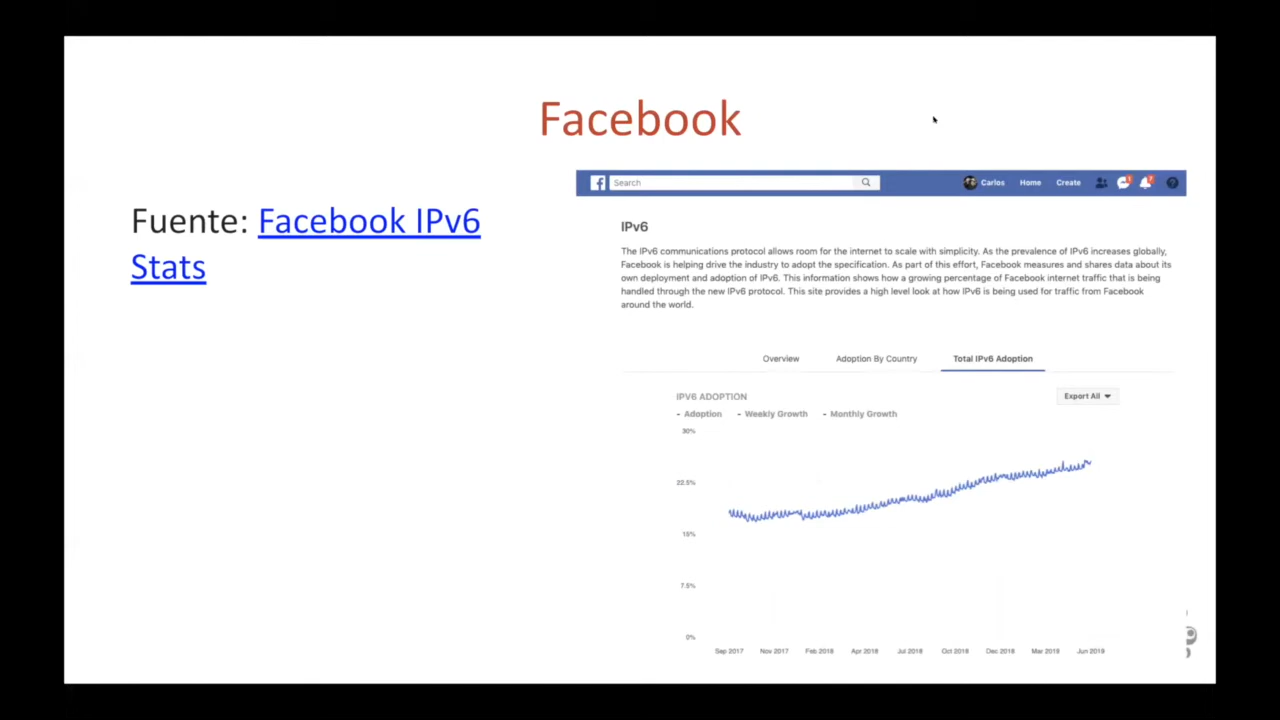 Facebook
Fuente: Facebook IPv6
Stats
Search
Carlos Home Create
IPv6
The IPv6 communications protocol allows room for the internet to scale with simplicity. As the prevalence of IPv6 increases globally,
Facebook is helping drive the industry to adopt the specification. As part of this effort, Facebook measures and shares data about its
own deployment and adoption of IPv6. This information shows how a growing percentage of Facebook internet traffic that is being
handled through the new IPv6 protocol. This site provides a high level look at how IPv6 is being used for traffic from Facebook
around the world.
Overview Adoption By Country Total IPv6 Adoption
IPV6 ADOPTION
Export All
- Adoption - Weekly Growth - Monthly Growth
30%
22.5%
15%
7.5%
0%
Sep 2017 Nov 2017 Feb 2018 Apr 2018 Jul 2018 Oct 2018 Dec 2018 Mar 2019 Jun 2019